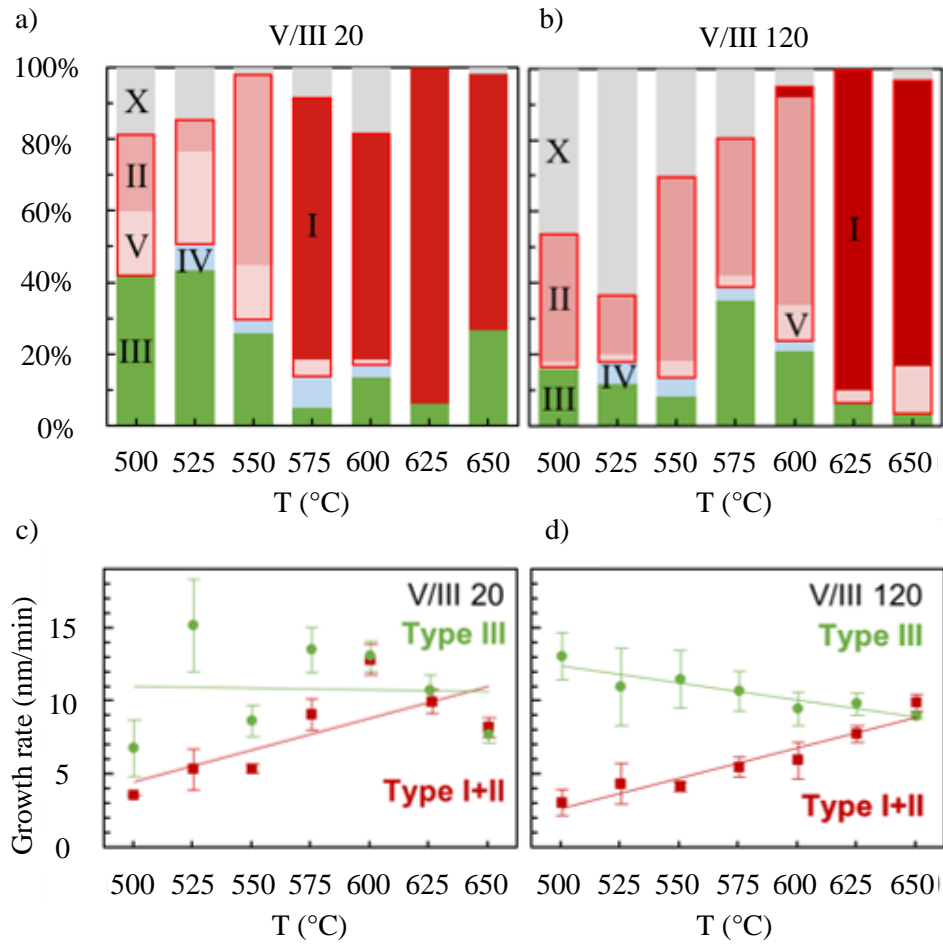 a)
V/III 20
b)
V/III 120
100%
80%
60%
40%
20%
0%
X
II
V
III
IV
I
X
II
III
IV
V
I
500 525 550 575 600 625 650
T (°C)
500 525 550 575 600 625 650
T (°C)
c)
d)
Growth rate (nm/min)
15
10
5
0
V/III 20
Type III
Type I+II
V/III 120
Type III
Type I+II
500 525 550 575 600 625 650
T (°C)
500 525 550 575 600 625 650
T (°C)